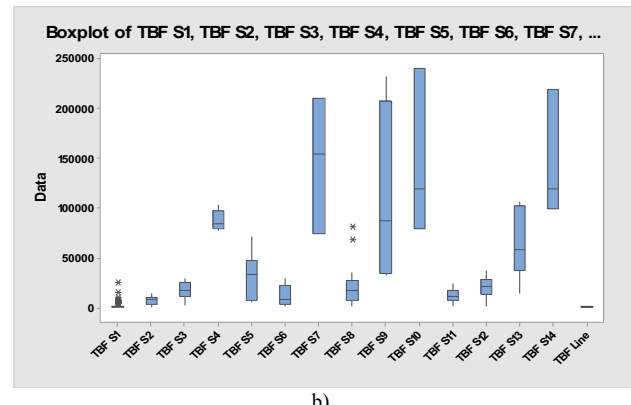 Boxplot of TBF S1, TBF S2, TBF S3, TBF S4, TBF S5, TBF S6, TBF S7, ...
250000
200000
150000
100000
50000
0
Data
TBF S1
TBF S2
TBF S3
TBF S4
TBF S5
TBF S6
TBF S7
TBF S8
TBF S9
TBF S10
TBF S11
TBF S12
TBF S13
TBF S14
TBF Line
b)